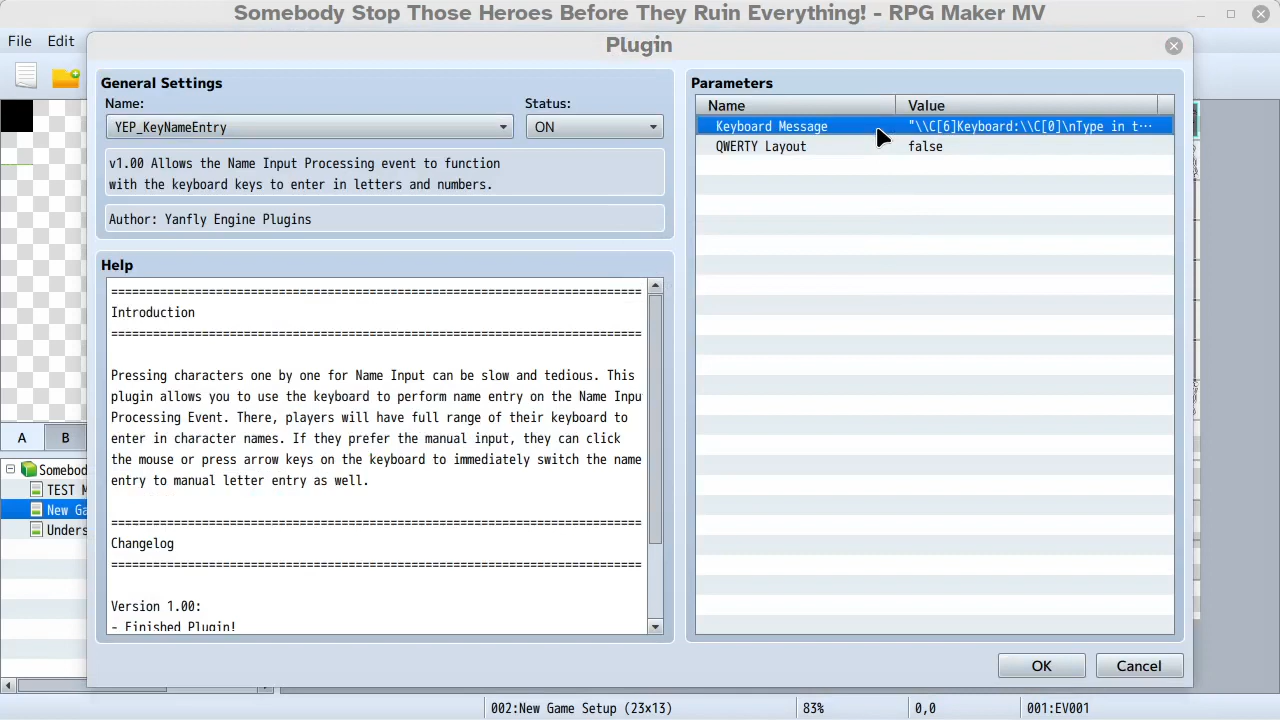 Somebody Stop Those Heroes Before They Ruin Everything! - RPG Maker MV
File Edit
Plugin
General Settings
Name:
Status:
YEP_KeyNameEntry
ON
v1.00 Allows the Name Input Processing event to function
with the keyboard keys to enter in letters and numbers.
Author: Yanfly Engine Plugins
Help
=============================================================================
Introduction
=============================================================================
Pressing characters one by one for Name Input can be slow and tedious. This
plugin allows you to use the keyboard to perform name entry on the Name Inpu
Processing Event. There, players will have full range of their keyboard to
enter in character names. If they prefer the manual input, they can click
the mouse or press arrow keys on the keyboard to immediately switch the name
entry to manual letter entry as well.
=============================================================================
Changelog
=============================================================================
Version 1.00:
- Finished Plugin!
Parameters
Name Value
Keyboard Message "\\C[6]Keyboard:\\C[0]\nType in t···
QWERTY Layout false
OK Cancel
A B
Somebod
TEST M
New Ga
Unders
002:New Game Setup (23x13) 83% 0,0 001:EV001